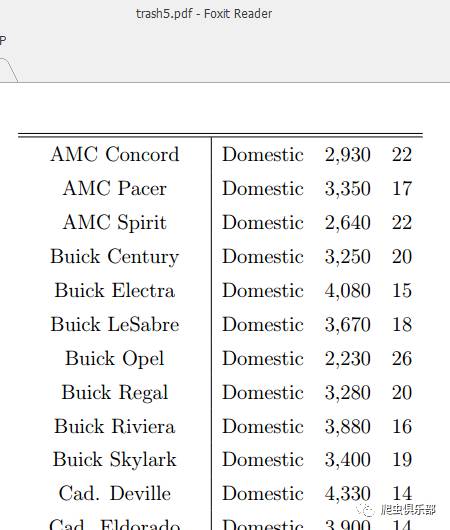 trash5.pdf - Foxit Reader
P
AMC Concord Domestic 2,930 22
AMC Pacer Domestic 3,350 17
AMC Spirit Domestic 2,640 22
Buick Century Domestic 3,250 20
Buick Electra Domestic 4,080 15
Buick LeSabre Domestic 3,670 18
Buick Opel Domestic 2,230 26
Buick Regal Domestic 3,280 20
Buick Riviera Domestic 3,880 16
Buick Skylark Domestic 3,400 19
Cad. Deville Domestic 4,330 14
Cad. Eldorado Domestic 3,900 14
爬虫俱乐部